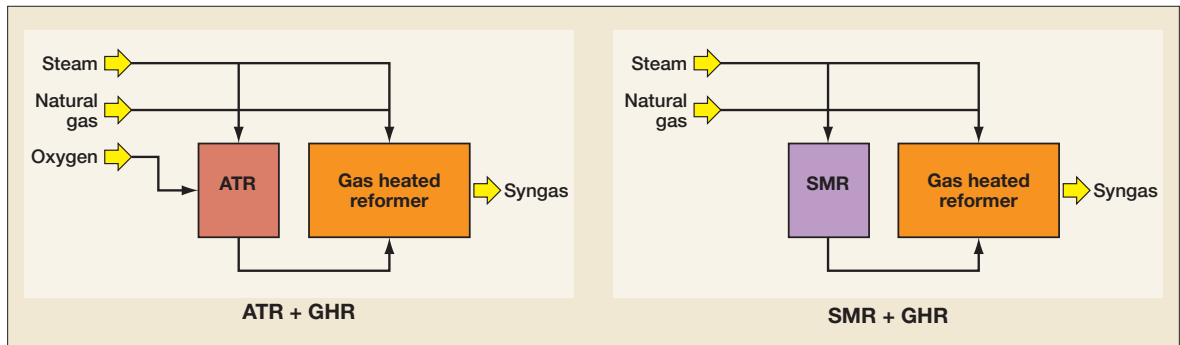 Steam
Natural
gas
Oxygen
ATR
Gas heated
reformer
Syngas
ATR + GHR
Steam
Natural
gas
SMR
Gas heated
reformer
Syngas
SMR + GHR